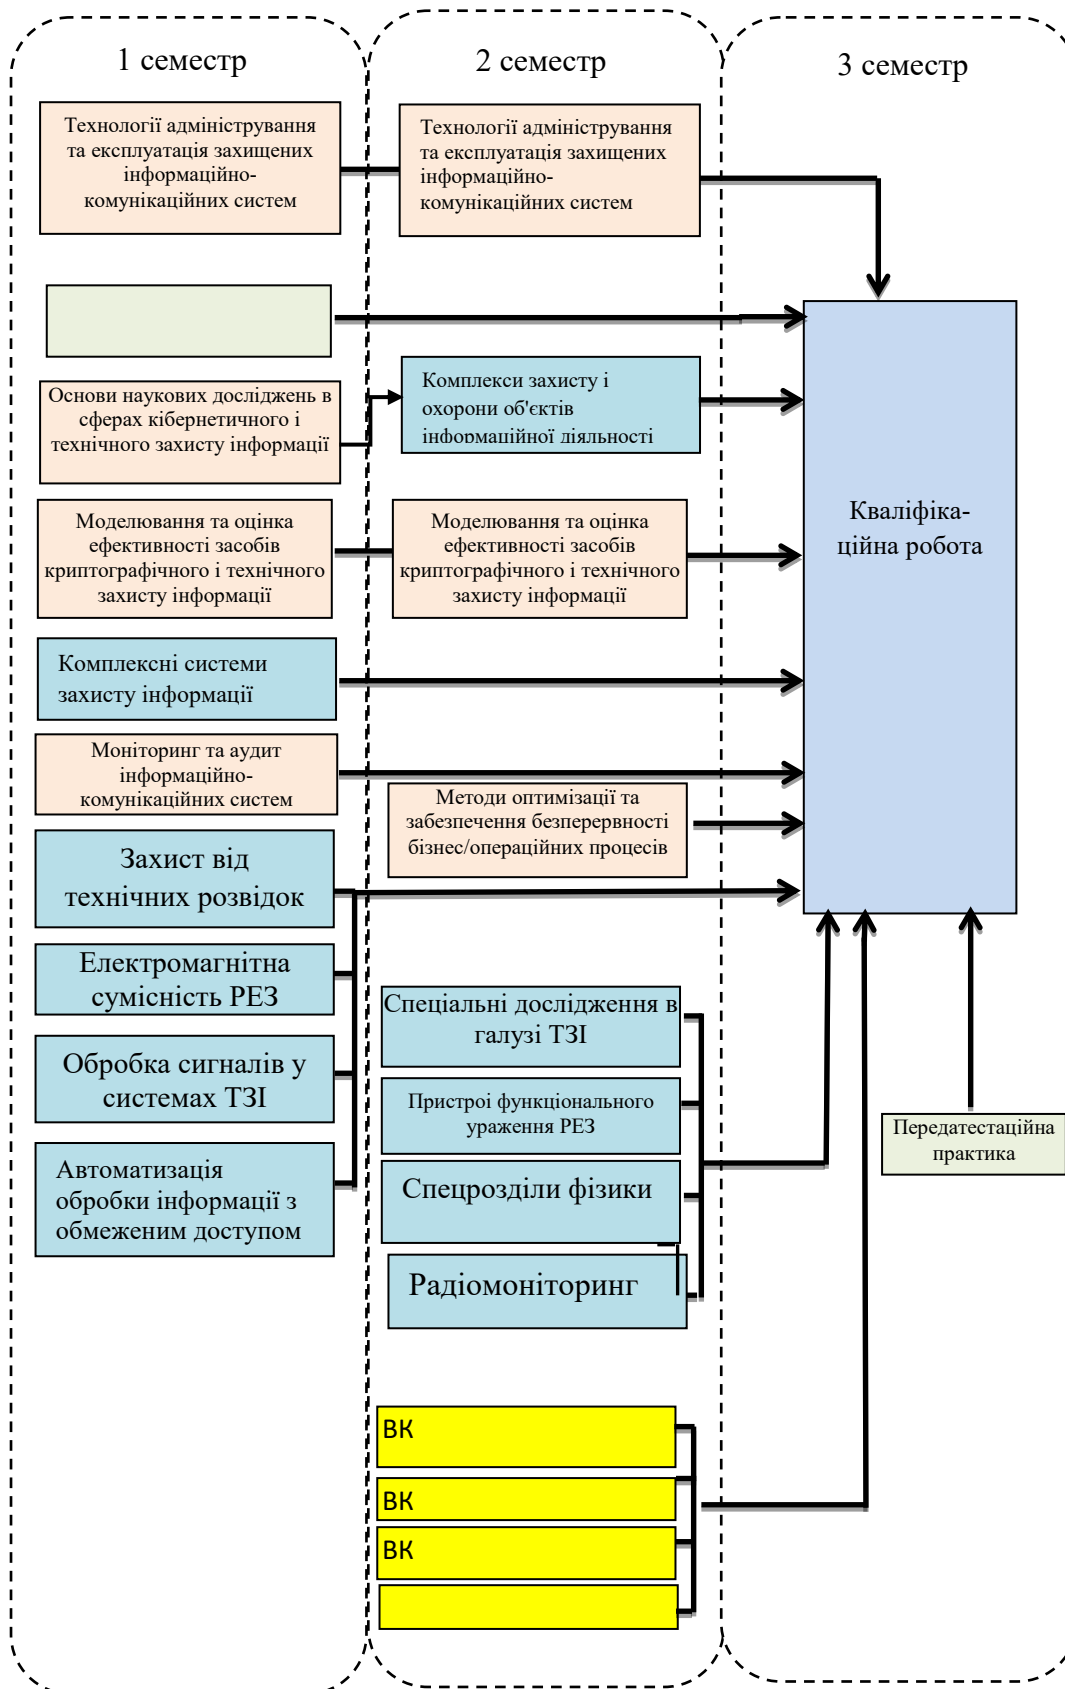 1 семестр
Технології адміністрування
та експлуатація захищених
інформаційно-
комунікаційних систем
Основи наукових досліджень в
сферах кібернетичного і
технічного захисту інформації
Моделювання та оцінка
ефективності засобів
криптографічного і технічного
захисту інформації
Комплексні системи
захисту інформації
Моніторинг та аудит
інформаційно-
комунікаційних систем
Захист від
технічних розвідок
Електромагнітна
сумісність РЕЗ
Обробка сигналів у
системах ТЗІ
Автоматизація
обробки інформації з
обмеженим доступом
2 семестр
Технології адміністрування
та експлуатація захищених
інформаційно-
комунікаційних систем
Комплекси захисту і
охорони об'єктів
інформаційної діяльності
Моделювання та оцінка
ефективності засобів
криптографічного і технічного
захисту інформації
Методи оптимізації та
забезпечення безперервності
бізнес/операційних процесів
Спеціальні дослідження в
галузі ТЗІ
Пристрої функціонального
ураження РЕЗ
Спецрозділи фізики
Радіомоніторинг
ВК
ВК
ВК
3 семестр
Кваліфіка-
ційна робота
Передатестаційна
практика